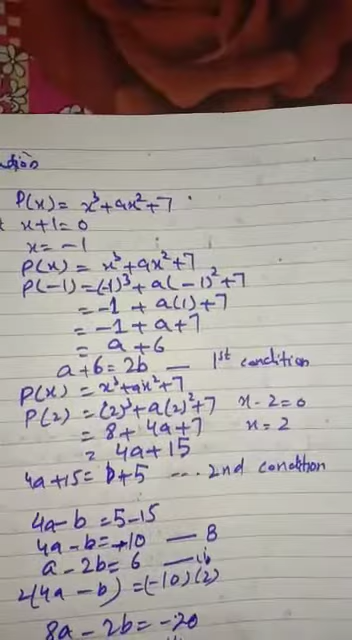 P(x) = x³ + ax² + 7
x + 1 = 0
x = -1
P(x) = x³ + ax² + 7
P(-1) = (-1)³ + a(-1)² + 7
= -1 + a(1) + 7
= -1 + a + 7
= a + 6
a + 6 = 2b — 1st condition
P(x) = x³ + ax² + 7
P(2) = (2)³ + a(2)² + 7 x - 2 = 0
= 8 + 4a + 7 x = 2
= 4a + 15
4a + 15 = b + 5 ... 2nd condition
4a - b = 5 - 15
4a - b = -10 — B
a - 2b = 6 —
2(4a - b) = (-10)(2)
8a - 2b = -20